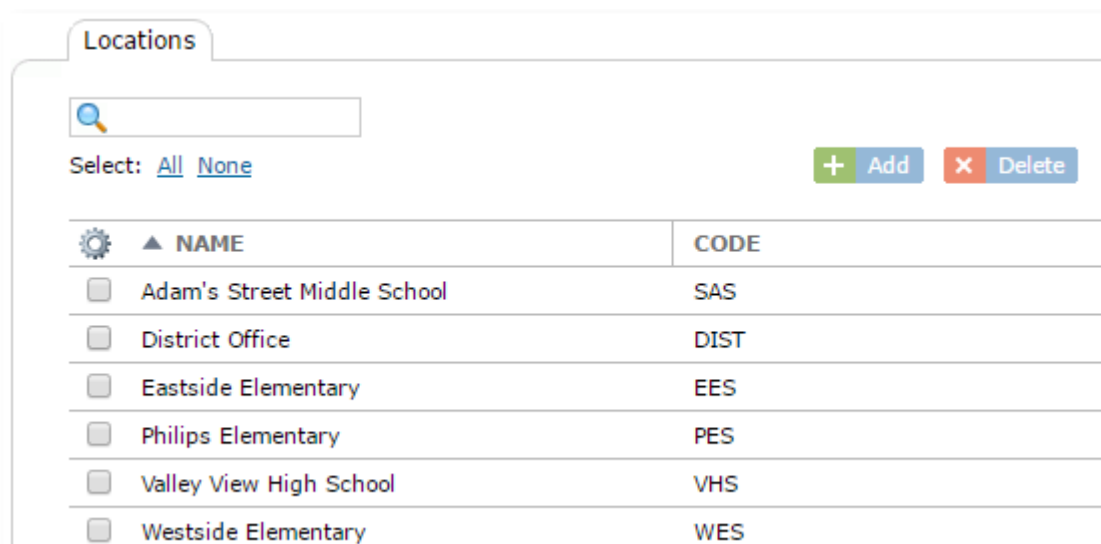 Locations
Select: All None
+ Add × Delete
▲ NAME CODE
Adam's Street Middle School SAS
District Office DIST
Eastside Elementary EES
Philips Elementary PES
Valley View High School VHS
Westside Elementary WES